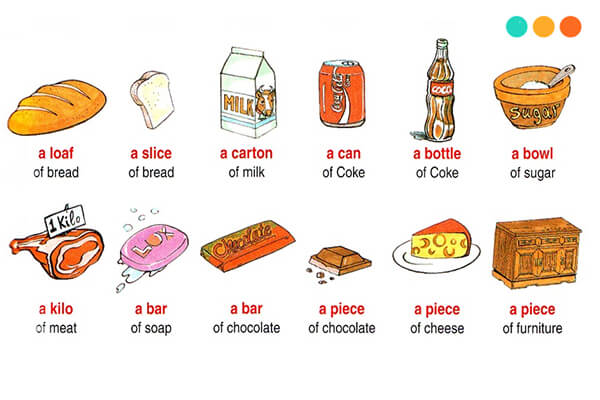 MILK
COCA
Sugar
a loaf
of bread
a slice
of bread
a carton
of milk
a can
of Coke
a bottle
of Coke
a bowl
of sugar
1 Kilo
LUX
Chocolate
a kilo
of meat
a bar
of soap
a bar
of chocolate
a piece
of chocolate
a piece
of cheese
a piece
of furniture